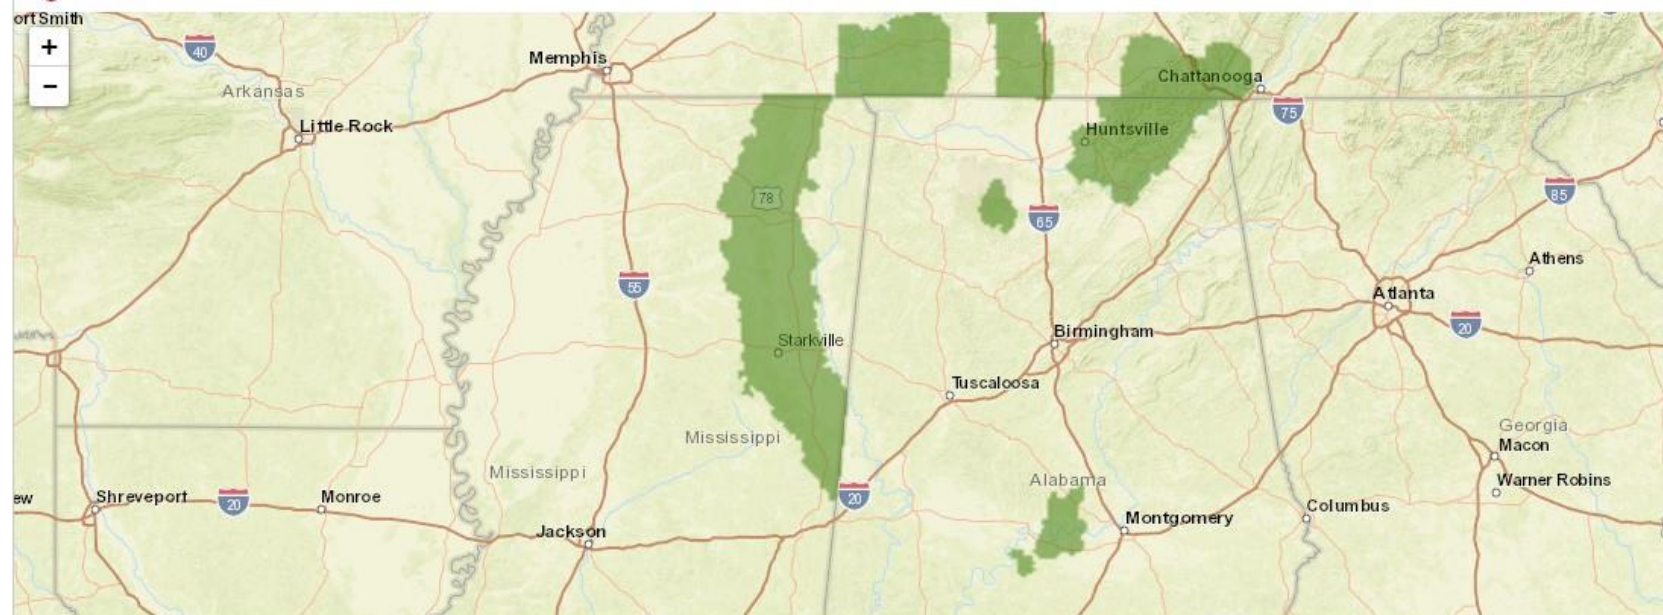 ort Smith
+
40
Memphis
−
Chattanooga
Arkansas
75
Little Rock
Huntsville
78
85
65
Athens
55
Atlanta
20
Birmingham
Starkville
Tuscaloosa
Georgia
Mississippi
Macon
Mississippi
Alabama
Warner Robins
ew
Shreveport
20
Monroe
20
Columbus
Montgomery
Jackson